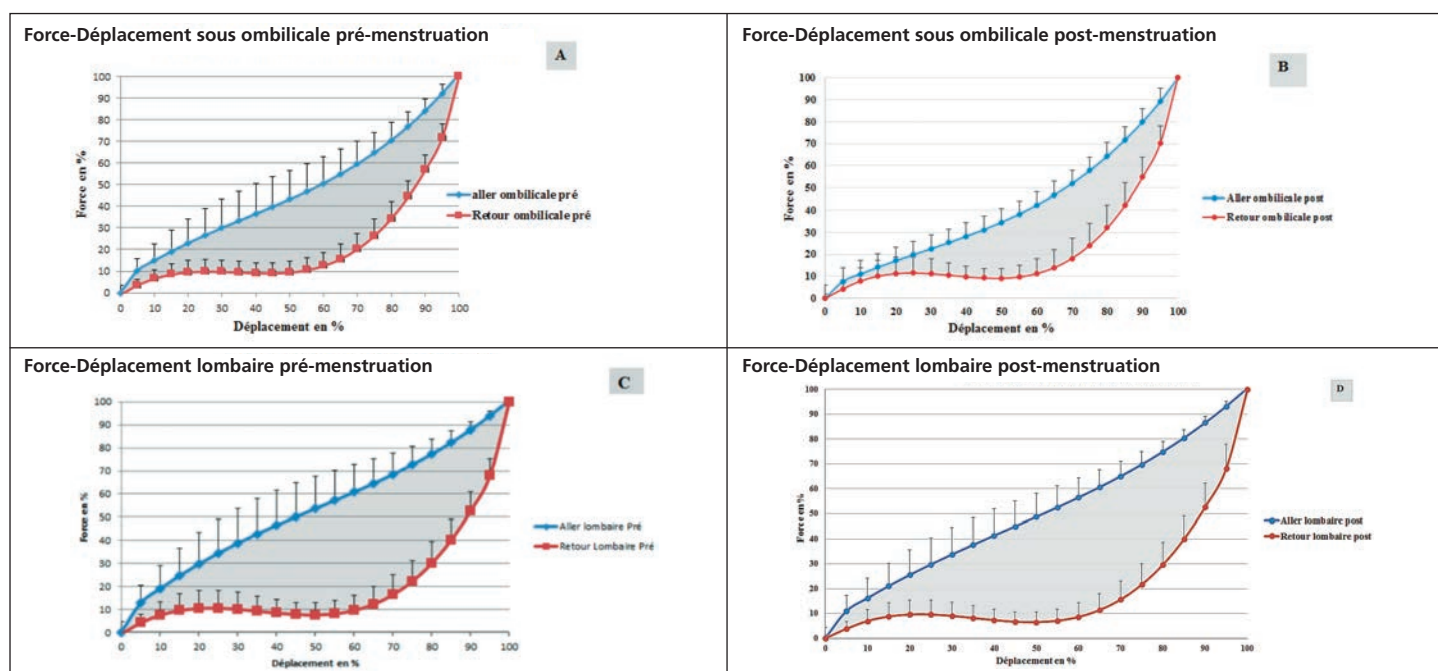 Force-Déplacement sous ombilicale pré-menstruation
A
100
90
80
70
60
50
40
30
20
10
0
Force en %
aller ombilicale pré
Retour ombilicale pré
0 10 20 30 40 50 60 70 80 90 100
Déplacement en %
Force-Déplacement sous ombilicale post-menstruation
B
100
90
80
70
60
50
40
30
20
10
0
Force en %
Aller ombilicale post
Retour ombilicale post
0 10 20 30 40 50 60 70 80 90 100
Déplacement en %
Force-Déplacement lombaire pré-menstruation
C
100
90
80
70
60
50
40
30
20
10
0
Force en %
Aller lombaire Pré
Retour Lombaire Pré
0 10 20 30 40 50 60 70 80 90 100
Déplacement en %
Force-Déplacement lombaire post-menstruation
D
100
90
80
70
60
50
40
30
20
10
0
Force en %
Aller lombaire post
Retour lombaire post
0 10 20 30 40 50 60 70 80 90 100
Déplacement en %